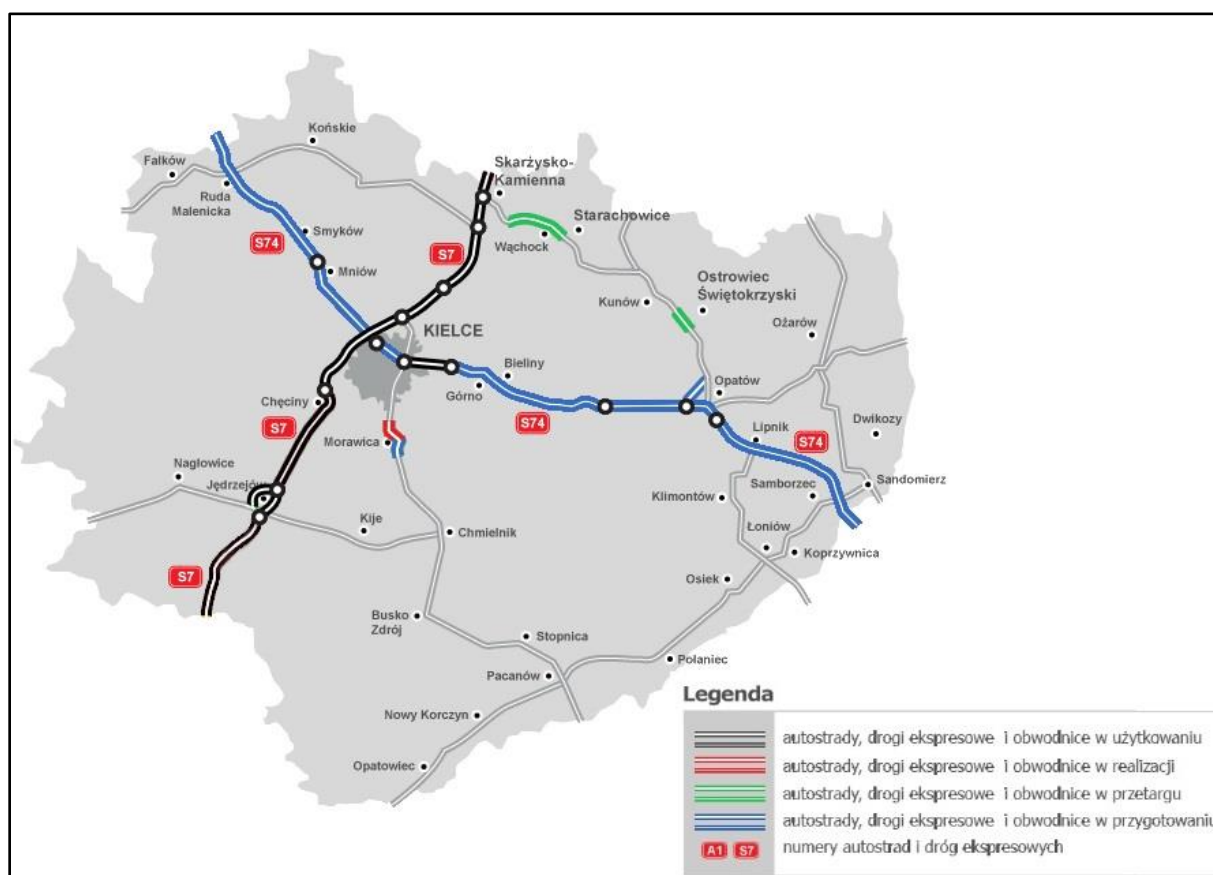 Końskie
Fałków
Skarżysko-
Kamienna
Ruda
Malenicka
Starachowice
Smyków
S74
S7
Wąchock
Mniów
Ostrowiec
Świętokrzyski
Kunów
KIELCE
Ożarów
Bieliny
Górno
Opatów
Chęciny
S7
S74
Lipnik
S74
Dwikozy
Morawica
Nagłowice
Jędrzejów
Klimontów
Samborzec
Sandomierz
Kije
Chmielnik
Łoniów
Koprzywnica
S7
Osiek
Busko
Zdrój
Stopnica
Połaniec
Pacanów
Nowy Korczyn
Opatowiec
Legenda
autostrady, drogi ekspresowe i obwodnice w użytkowaniu
autostrady, drogi ekspresowe i obwodnice w realizacji
autostrady, drogi ekspresowe i obwodnice w przetargu
autostrady, drogi ekspresowe i obwodnice w przygotowaniu
A1 S7 numery autostrad i dróg ekspresowych